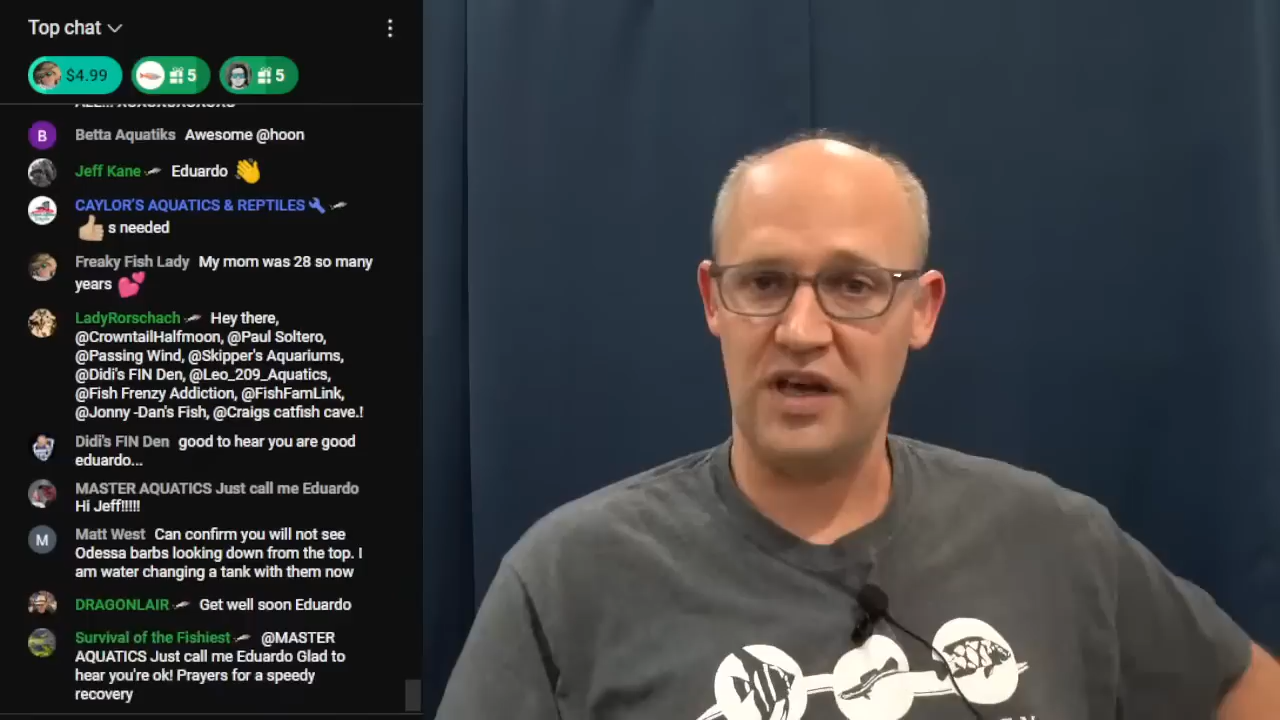 Top chat
$4.99
5
5
Betta Aquatiks Awesome @hoon
Jeff Kane Eduardo 👋
CAYLOR'S AQUATICS & REPTILES
👍 s needed
Freaky Fish Lady My mom was 28 so many
years 💕
LadyRorschach Hey there,
@CrowntailHalfmoon, @Paul Soltero,
@Passing Wind, @Skipper's Aquariums,
@Didi's FIN Den, @Leo_209_Aquatics,
@Fish Frenzy Addiction, @FishFamLink,
@Jonny -Dan's Fish, @Craigs catfish cave.!
Didi's FIN Den good to hear you are good
eduardo...
MASTER AQUATICS Just call me Eduardo
Hi Jeff!!!!!
M
Matt West Can confirm you will not see
Odessa barbs looking down from the top. I
am water changing a tank with them now
DRAGONLAIR Get well soon Eduardo
Survival of the Fishiest @MASTER
AQUATICS Just call me Eduardo Glad to
hear you're ok! Prayers for a speedy
recovery